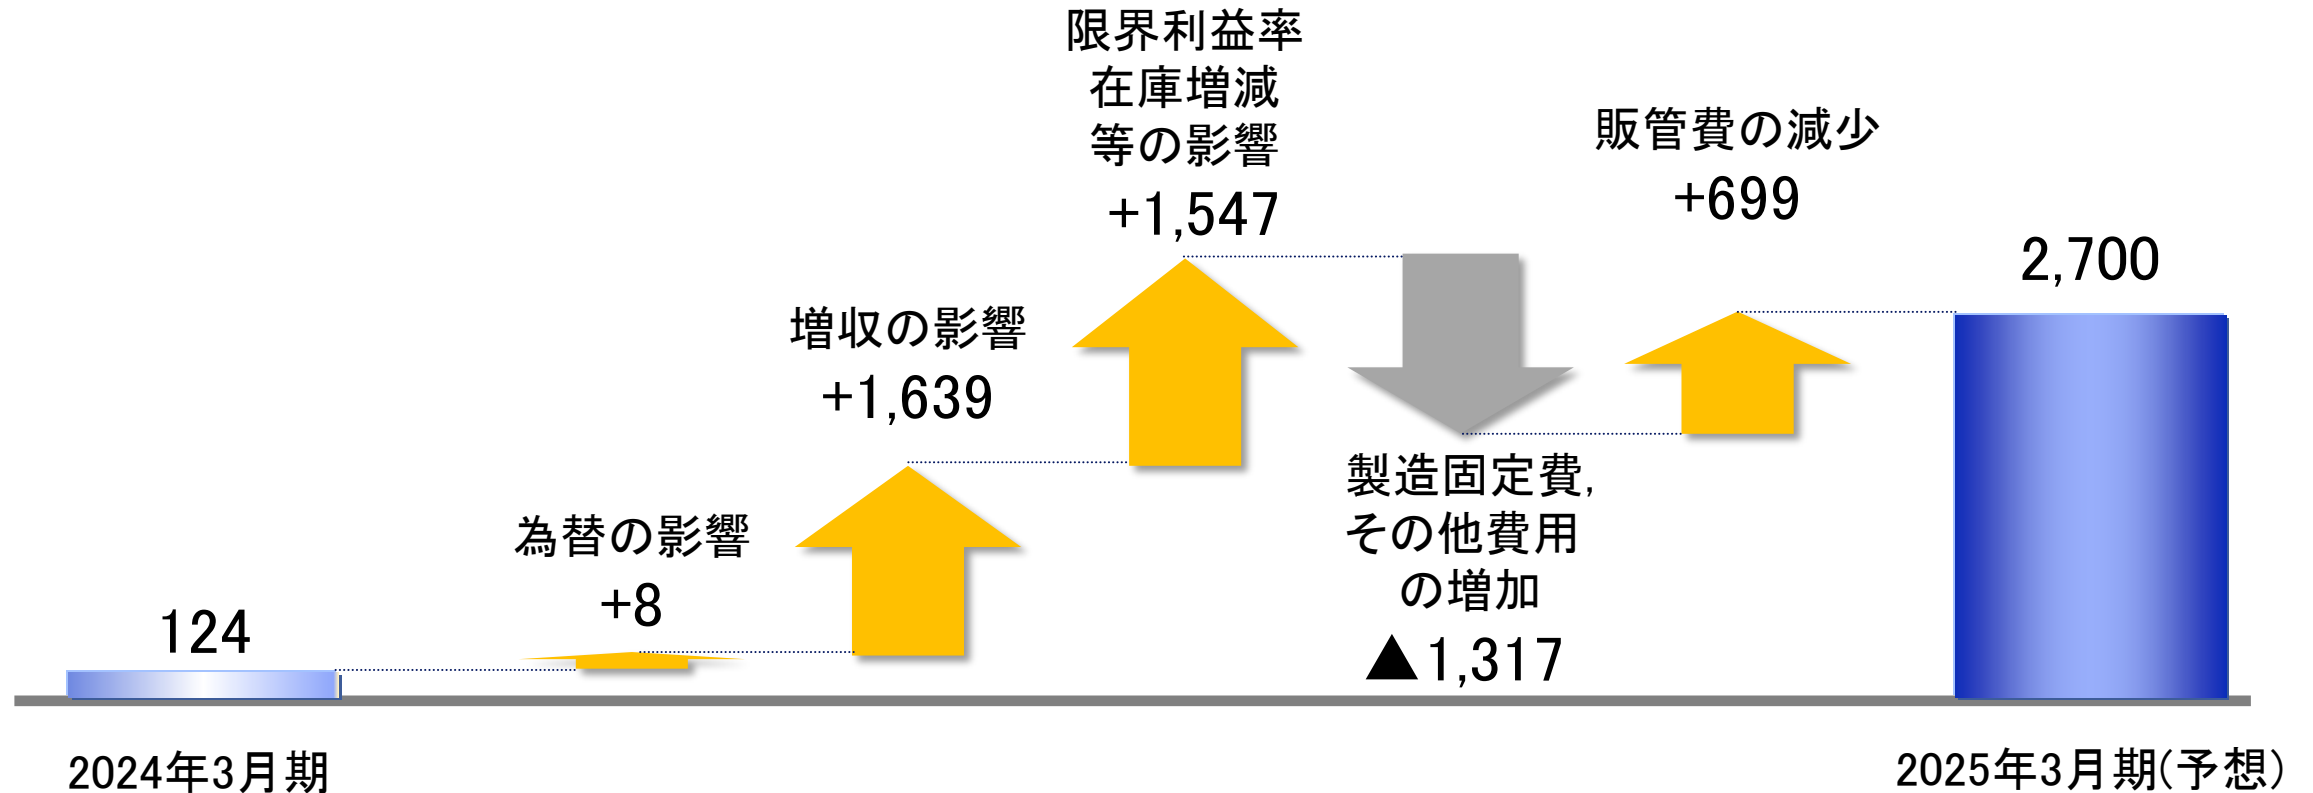 限界利益率
在庫増減
等の影響
+1,547
販管費の減少
+699
2,700
増収の影響
+1,639
製造固定費,
その他費用
の増加
▲1,317
為替の影響
+8
124
2024年3月期
2025年3月期(予想)